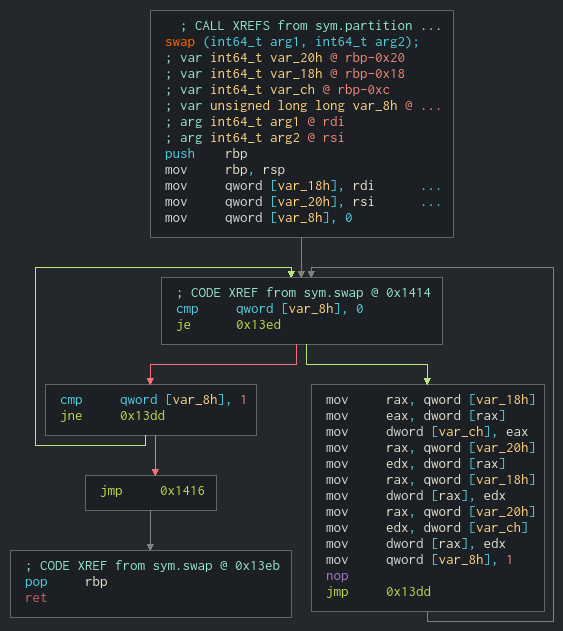 ; CALL XREFS from sym.partition ...
swap (int64_t arg1, int64_t arg2);
; var int64_t var_20h @ rbp-0x20
; var int64_t var_18h @ rbp-0x18
; var int64_t var_ch @ rbp-0xc
; var unsigned long long var_8h @ ...
; arg int64_t arg1 @ rdi
; arg int64_t arg2 @ rsi
push rbp
mov rbp, rsp
mov qword [var_18h], rdi ...
mov qword [var_20h], rsi ...
mov qword [var_8h], 0
; CODE XREF from sym.swap @ 0x1414
cmp qword [var_8h], 0
je 0x13ed
cmp qword [var_8h], 1
jne 0x13dd
jmp 0x1416
; CODE XREF from sym.swap @ 0x13eb
pop rbp
ret
mov rax, qword [var_18h]
mov eax, dword [rax]
mov dword [var_ch], eax
mov rax, qword [var_20h]
mov edx, dword [rax]
mov rax, qword [var_18h]
mov dword [rax], edx
mov rax, qword [var_20h]
mov edx, dword [var_ch]
mov dword [rax], edx
mov qword [var_8h], 1
nop
jmp 0x13dd